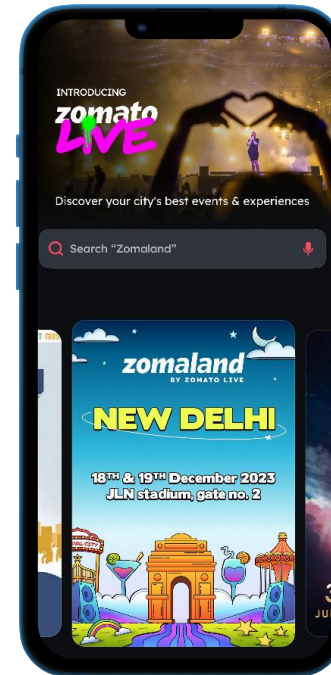 INTRODUCING
zomato
LIVE
Discover your city's best events & experiences
Search "Zomaland"
zomaland
BY ZOMATO LIVE
NEW DELHI
18TH & 19TH December 2023
JLN stadium, gate no. 2